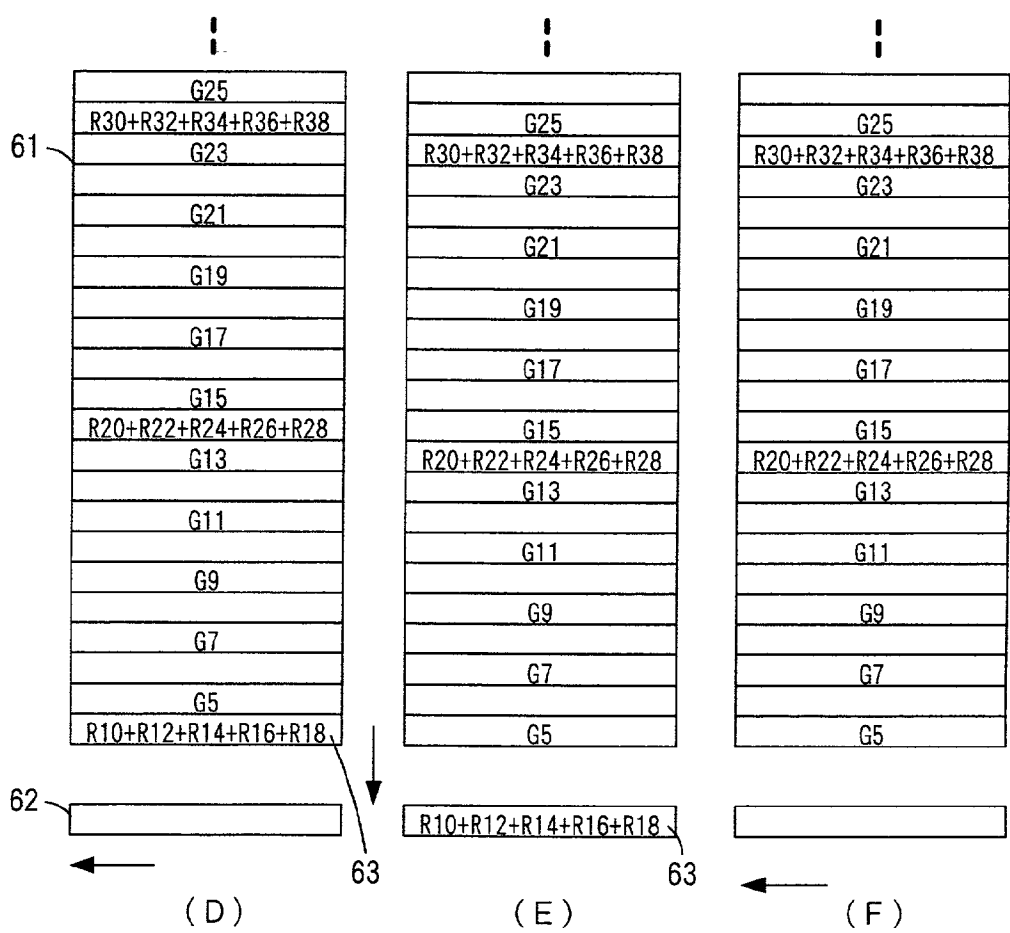 G25
R30+R32+R34+R36+R38
61
G23
G21
G19
G17
G15
R20+R22+R24+R26+R28
G13
G11
G9
G7
G5
R10+R12+R14+R16+R18
62
63
(D)
G25
R30+R32+R34+R36+R38
G23
G21
G19
G17
G15
R20+R22+R24+R26+R28
G13
G11
G9
G7
G5
R10+R12+R14+R16+R18
63
(E)
G25
R30+R32+R34+R36+R38
G23
G21
G19
G17
G15
R20+R22+R24+R26+R28
G13
G11
G9
G7
G5
(F)